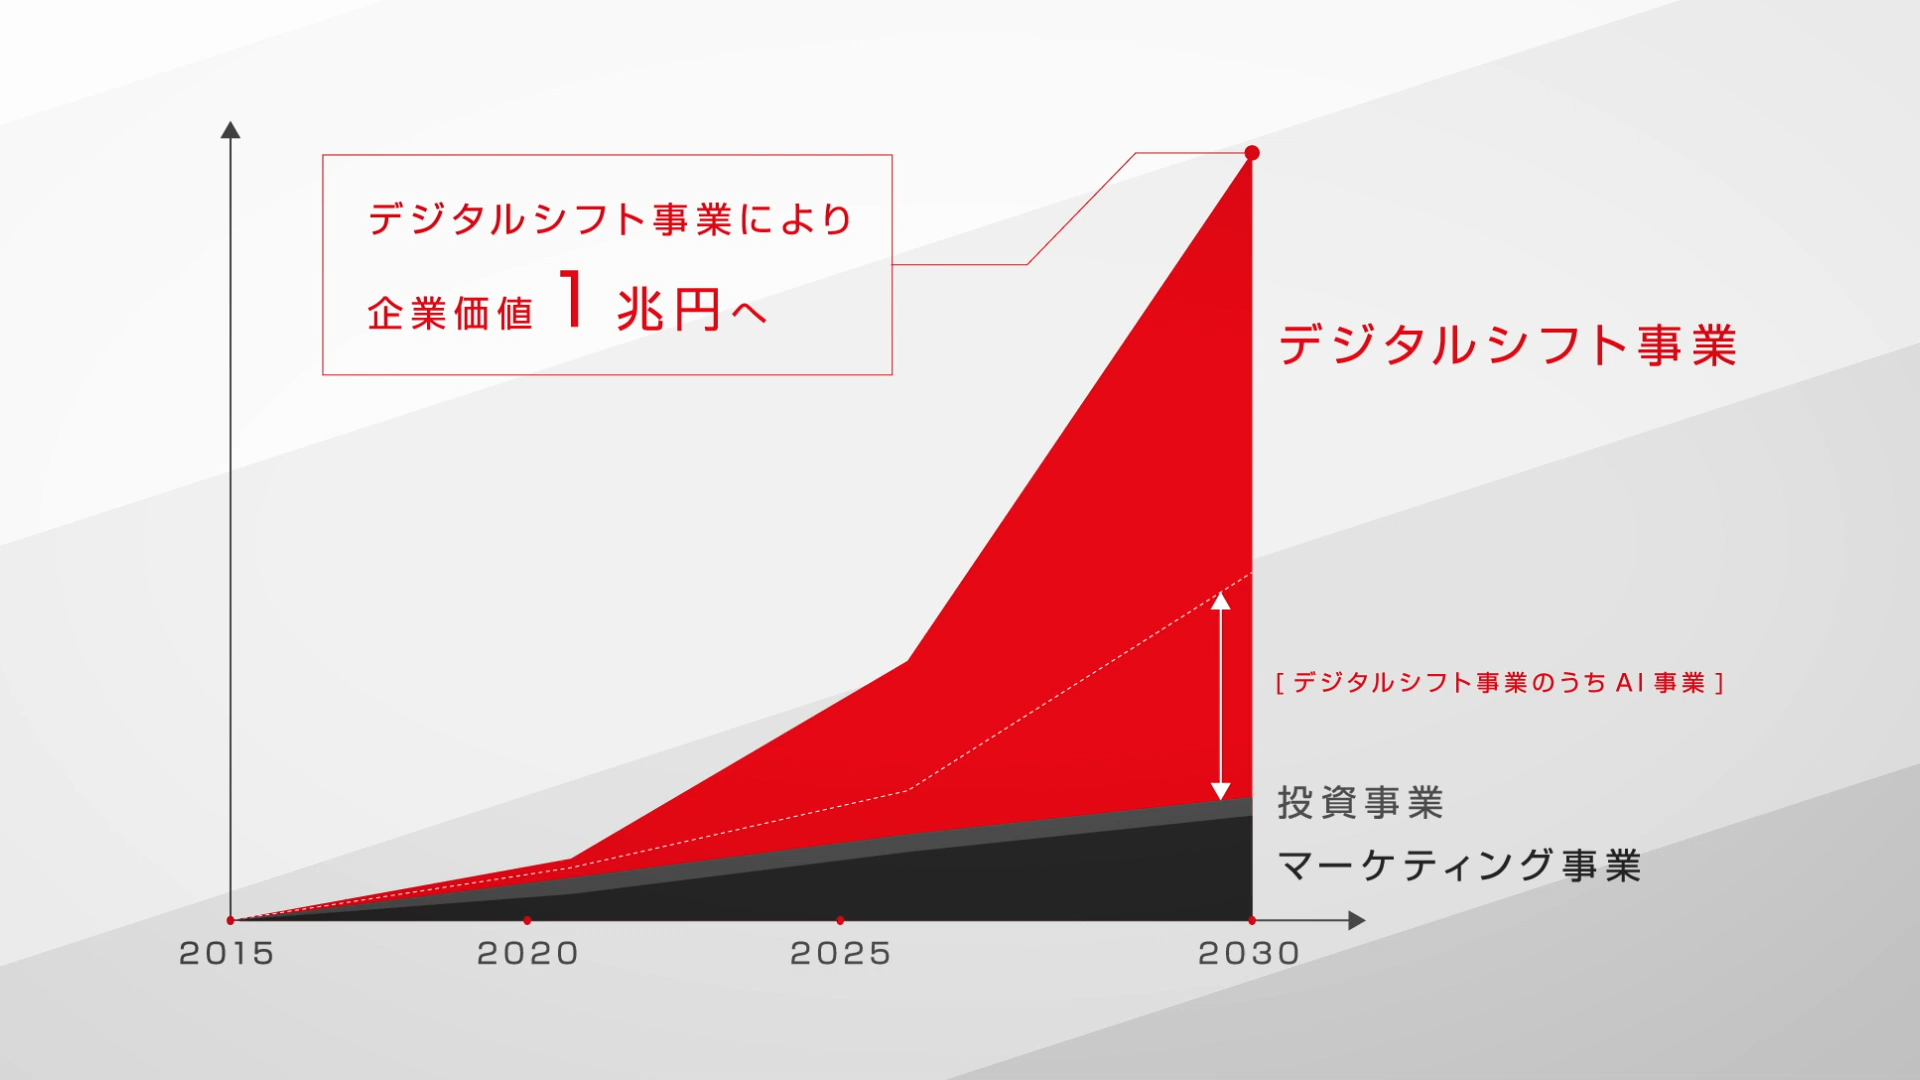 デジタルシフト事業により
企業価値 1 兆円へ
デジタルシフト事業
[ デジタルシフト事業のうち AI 事業 ]
投資事業
マーケティング事業
2015 2020 2025 2030